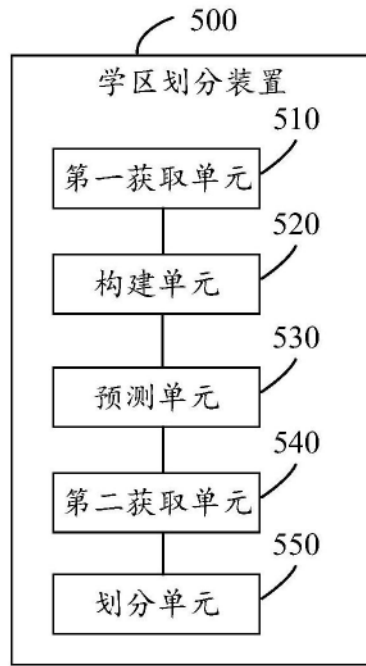 500
学区划分装置
510
第一获取单元
520
构建单元
530
预测单元
540
第二获取单元
550
划分单元